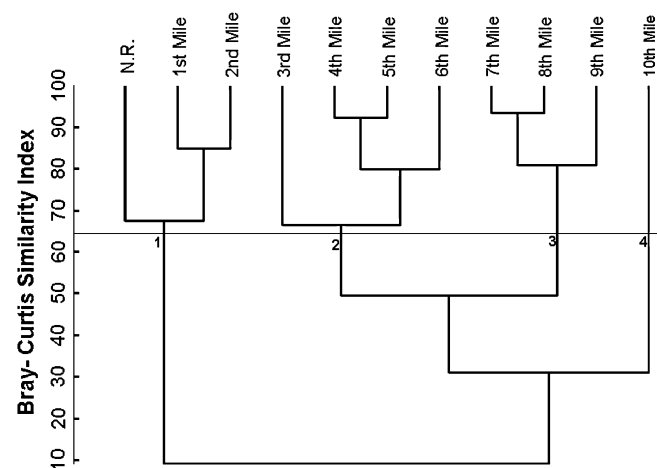 N.R.
1st Mile
2nd Mile
3rd Mile
4th Mile
5th Mile
6th Mile
7th Mile
8th Mile
9th Mile
10th Mile
Bray- Curtis Similarity Index
100
90
80
70
60
50
40
30
20
10
1
2
3
4